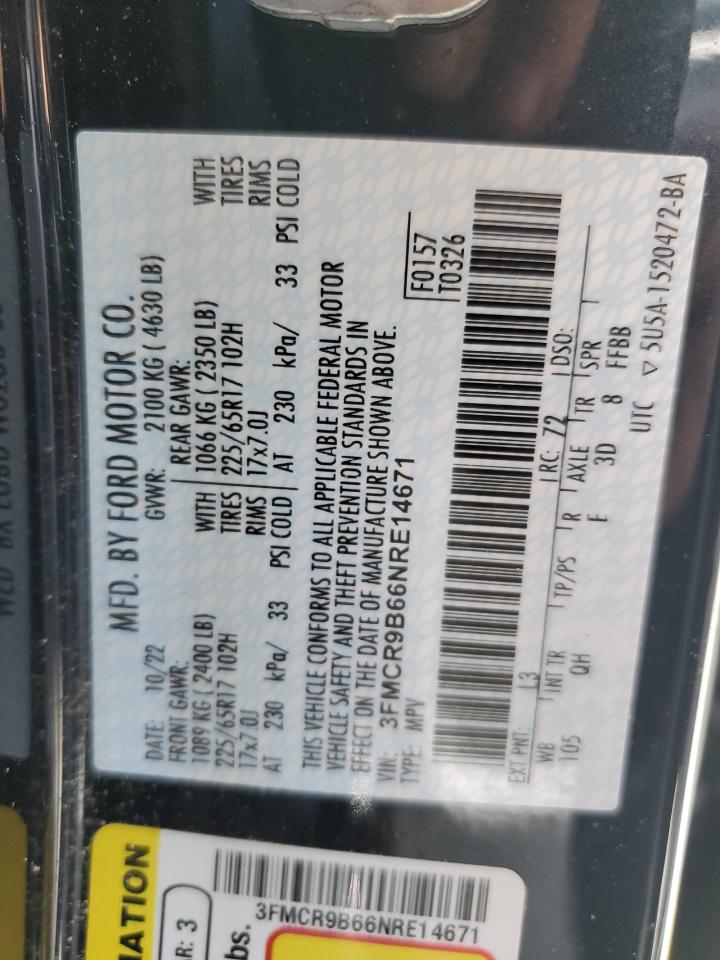 MFD. BY FORD MOTOR CO.
DATE: 10/22 GVWR: 2100 KG ( 4630 LB)
FRONT GAWR: REAR GAWR:
1089 KG ( 2400 LB) WITH 1066 KG ( 2350 LB) WITH
225/65R17 102H TIRES 225/65R17 102H TIRES
17x7.0J RIMS 17x7.0J RIMS
AT 230 kPa/ 33 PSI COLD AT 230 kPa/ 33 PSI COLD
THIS VEHICLE CONFORMS TO ALL APPLICABLE FEDERAL MOTOR
VEHICLE SAFETY AND THEFT PREVENTION STANDARDS IN
EFFECT ON THE DATE OF MANUFACTURE SHOWN ABOVE.
VIN: 3FMCR9B66NRE14671
TYPE: MPV
F0157
T0326
EXT PNT: J3 RC: 72 DSO:
WB INT TR TP/PS R AXLE TR SPR
105 QH E 3D 8 FFBB
UTC ▽ 5U5A-1520472-BA
MATION
AR: 3
lbs.
3FMCR9B66NRE14671